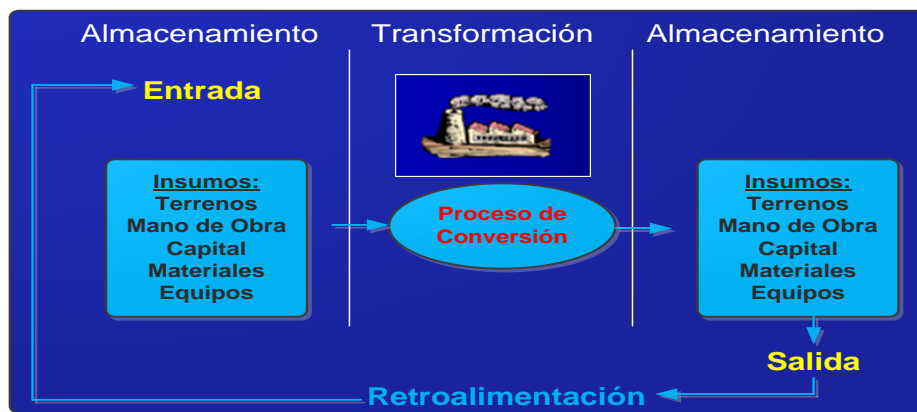 Almacenamiento
Transformación
Almacenamiento
Entrada
Insumos:
Terrenos
Mano de Obra
Capital
Materiales
Equipos
Proceso de
Conversión
Insumos:
Terrenos
Mano de Obra
Capital
Materiales
Equipos
Salida
Retroalimentación